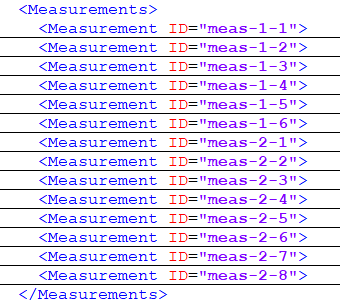 <Measurements>
<Measurement ID="meas-1-1">
<Measurement ID="meas-1-2">
<Measurement ID="meas-1-3">
<Measurement ID="meas-1-4">
<Measurement ID="meas-1-5">
<Measurement ID="meas-1-6">
<Measurement ID="meas-2-1">
<Measurement ID="meas-2-2">
<Measurement ID="meas-2-3">
<Measurement ID="meas-2-4">
<Measurement ID="meas-2-5">
<Measurement ID="meas-2-6">
<Measurement ID="meas-2-7">
<Measurement ID="meas-2-8">
</Measurements>